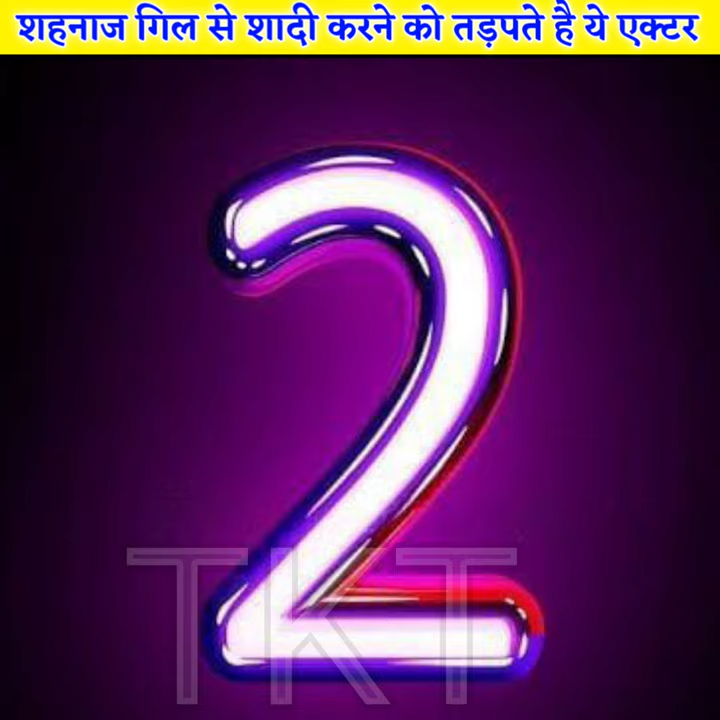 शहनाज गिल से शादी करने को तड़पते है ये एक्टर
2
TKT